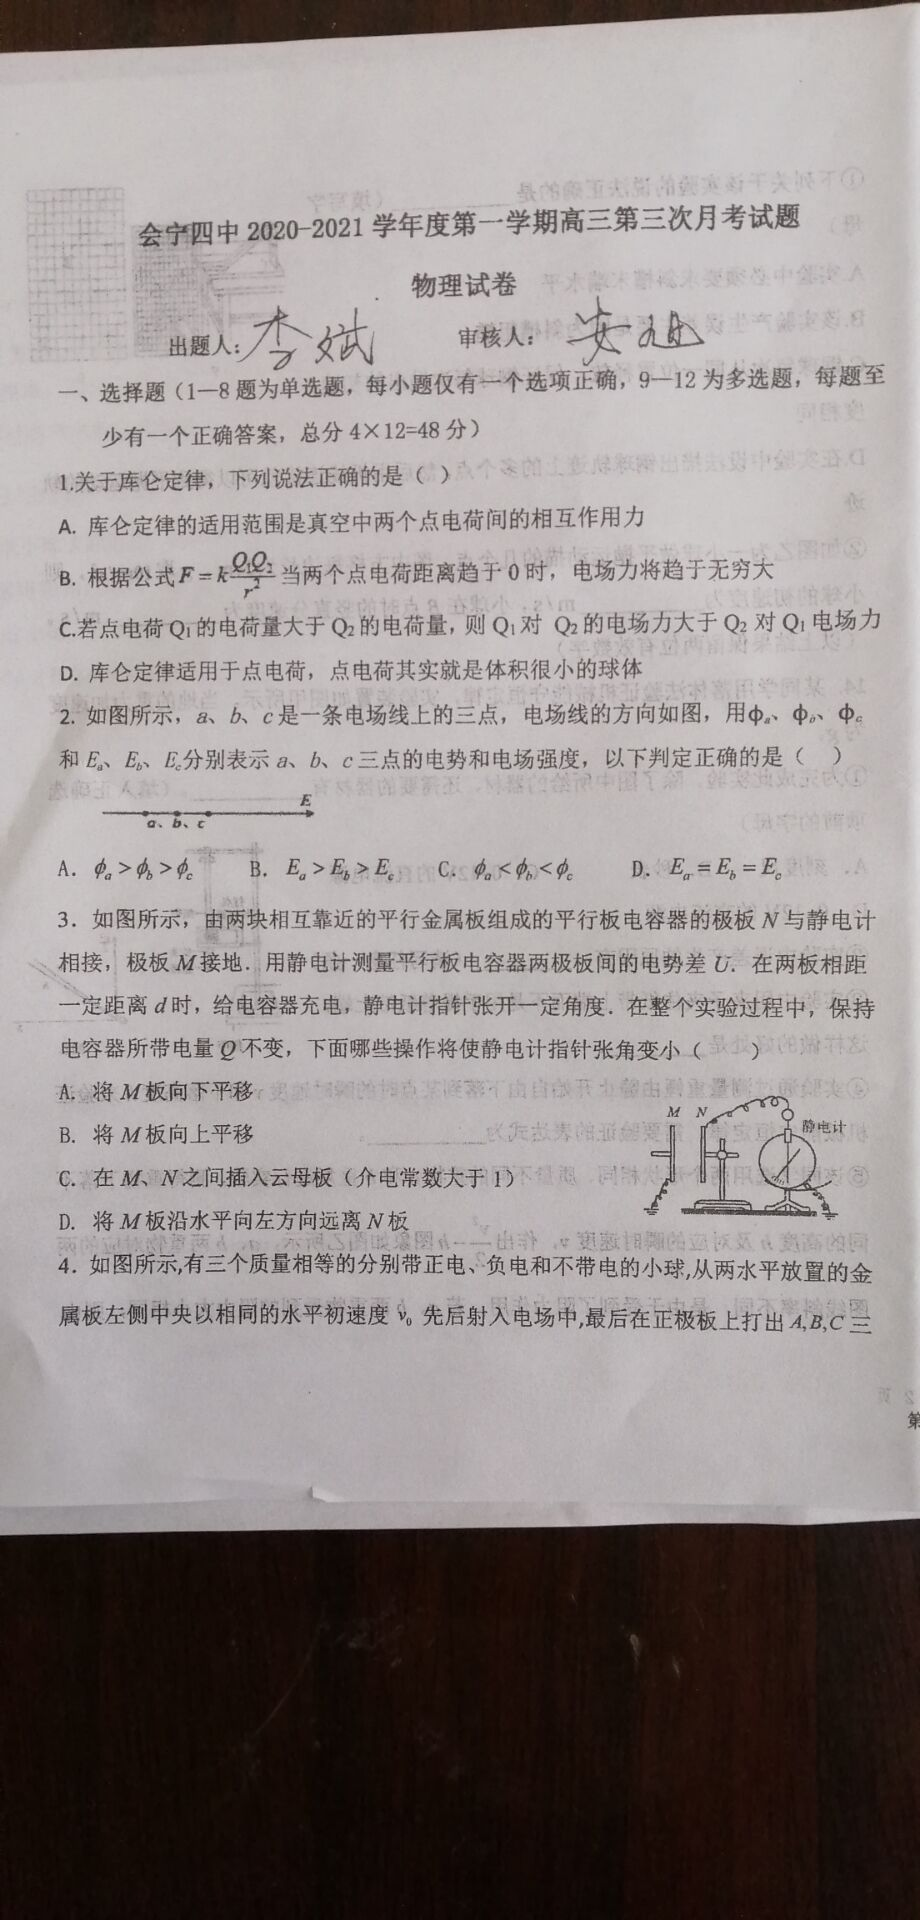 会宁四中 2020-2021 学年度第一学期高三第三次月考试题
物理试卷
出题人:李斌 审核人:
一、选择题（1—8 题为单选题，每小题仅有一个选项正确，9—12 为多选题，每题至
少有一个正确答案，总分 4×12=48 分）
1.关于库仑定律，下列说法正确的是（ ）
A. 库仑定律的适用范围是真空中两个点电荷间的相互作用力
B. 根据公式 F=kQ₁Q₂/r² 当两个点电荷距离趋于 0 时，电场力将趋于无穷大
C.若点电荷 Q₁的电荷量大于 Q₂的电荷量，则 Q₁对 Q₂的电场力大于 Q₂ 对 Q₁ 电场力
D. 库仑定律适用于点电荷，点电荷其实就是体积很小的球体
2. 如图所示，a、b、c 是一条电场线上的三点，电场线的方向如图，用φₐ、φ_b、φ_c
和 Eₐ、E_b、E_c分别表示 a、b、c 三点的电势和电场强度，以下判定正确的是（ ）
E
a、b、c
A. ϕₐ>ϕ_b>ϕ_c B. Eₐ>E_b>E_c C. ϕₐ<ϕ_b<ϕ_c D. Eₐ=E_b=E_c
3．如图所示，由两块相互靠近的平行金属板组成的平行板电容器的极板 N 与静电计
相接，极板 M 接地．用静电计测量平行板电容器两极板间的电势差 U．在两板相距
一定距离 d 时，给电容器充电，静电计指针张开一定角度．在整个实验过程中，保持
电容器所带电量 Q 不变，下面哪些操作将使静电计指针张角变小（ ）
A. 将 M 板向下平移
B. 将 M 板向上平移
C. 在 M、N 之间插入云母板（介电常数大于 1）
D. 将 M 板沿水平向左方向远离 N 板
M N 静电计
4．如图所示,有三个质量相等的分别带正电、负电和不带电的小球,从两水平放置的金
属板左侧中央以相同的水平初速度 v₀ 先后射入电场中,最后在正极板上打出 A,B,C 三
第